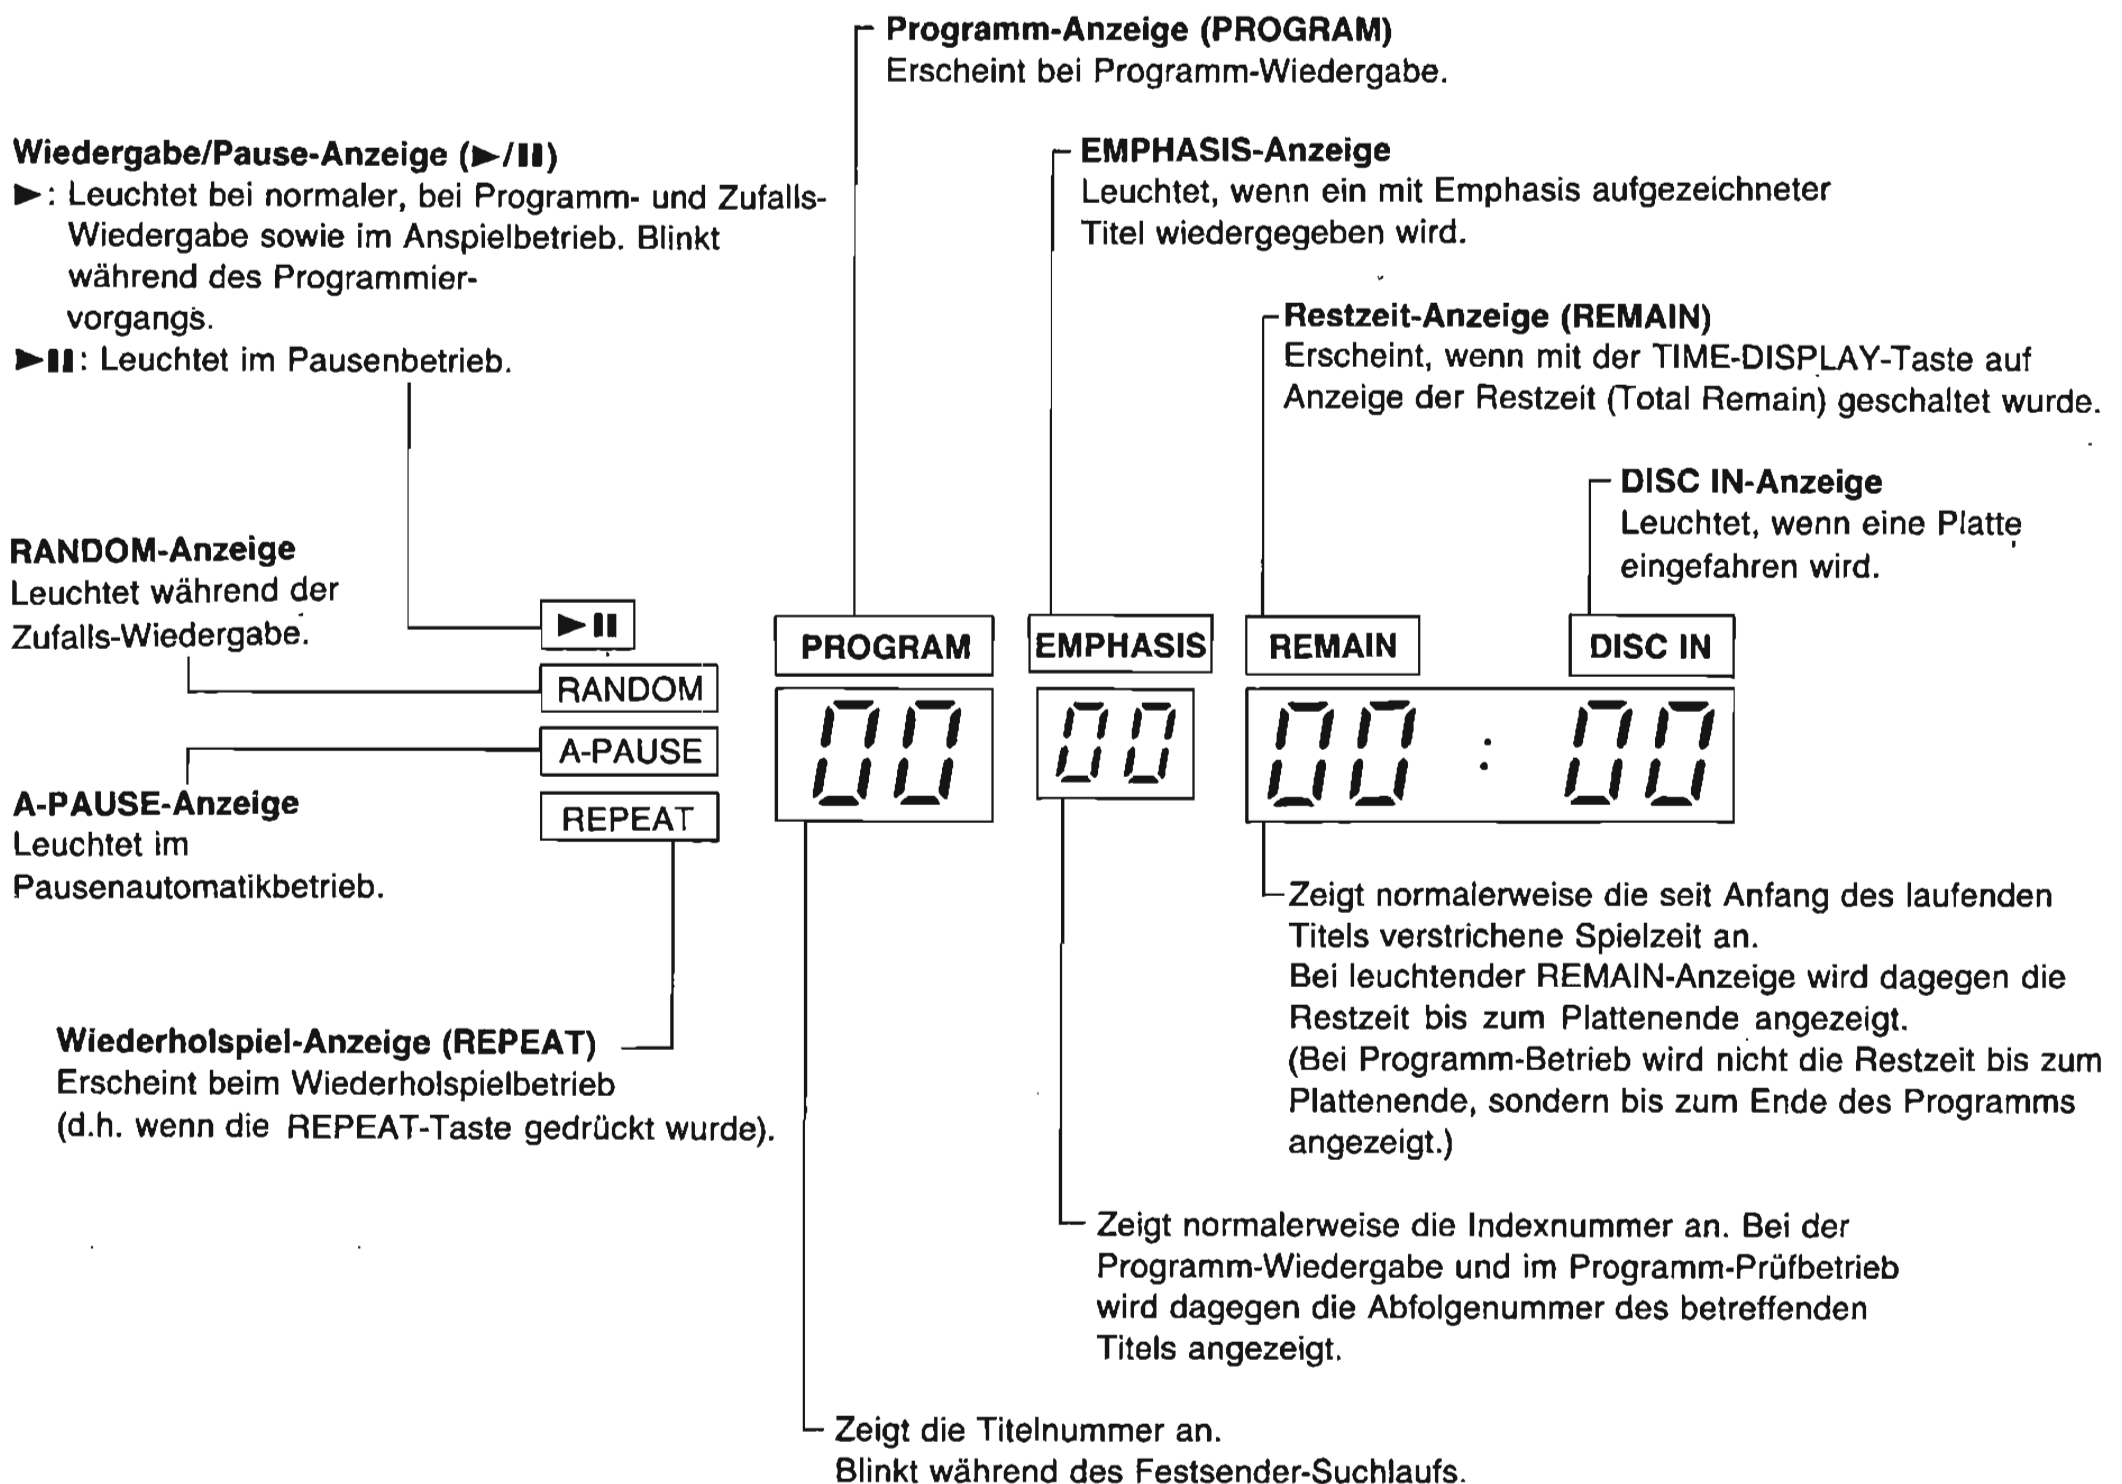 Programm-Anzeige (PROGRAM)
Erscheint bei Programm-Wiedergabe.
Wiedergabe/Pause-Anzeige (►/II)
►: Leuchtet bei normaler, bei Programm- und Zufalls-
Wiedergabe sowie im Anspielbetrieb. Blinkt
während des Programmier-
vorgangs.
►II: Leuchtet im Pausenbetrieb.
EMPHASIS-Anzeige
Leuchtet, wenn ein mit Emphasis aufgezeichneter
Titel wiedergegeben wird.
Restzeit-Anzeige (REMAIN)
Erscheint, wenn mit der TIME-DISPLAY-Taste auf
Anzeige der Restzeit (Total Remain) geschaltet wurde.
DISC IN-Anzeige
Leuchtet, wenn eine Platte
eingefahren wird.
RANDOM-Anzeige
Leuchtet während der
Zufalls-Wiedergabe.
►II
RANDOM
A-PAUSE
REPEAT
PROGRAM
EMPHASIS
REMAIN
DISC IN
00
00
00 : 00
A-PAUSE-Anzeige
Leuchtet im
Pausenautomatikbetrieb.
Wiederholspiel-Anzeige (REPEAT)
Erscheint beim Wiederholspielbetrieb
(d.h. wenn die REPEAT-Taste gedrückt wurde).
Zeigt normalerweise die seit Anfang des laufenden
Titels verstrichene Spielzeit an.
Bei leuchtender REMAIN-Anzeige wird dagegen die
Restzeit bis zum Plattenende angezeigt.
(Bei Programm-Betrieb wird nicht die Restzeit bis zum
Plattenende, sondern bis zum Ende des Programms
angezeigt.)
Zeigt normalerweise die Indexnummer an. Bei der
Programm-Wiedergabe und im Programm-Prüfbetrieb
wird dagegen die Abfolgenummer des betreffenden
Titels angezeigt.
Zeigt die Titelnummer an.
Blinkt während des Festsender-Suchlaufs.